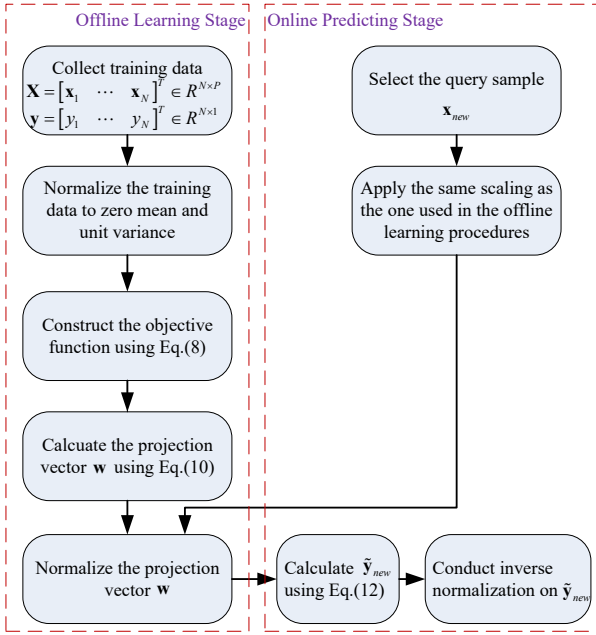 Offline Learning Stage
Collect training data
X = [x₁ ⋯ x_N]^T ∈ R^{N×P}
y = [y₁ ⋯ y_N]^T ∈ R^{N×1}
Normalize the training
data to zero mean and
unit variance
Construct the objective
function using Eq.(8)
Calcuate the projection
vector w using Eq.(10)
Normalize the projection
vector w
Online Predicting Stage
Select the query sample
x_new
Apply the same scaling as
the one used in the offline
learning procedures
Calculate ỹ_new
using Eq.(12)
Conduct inverse
normalization on ỹ_new